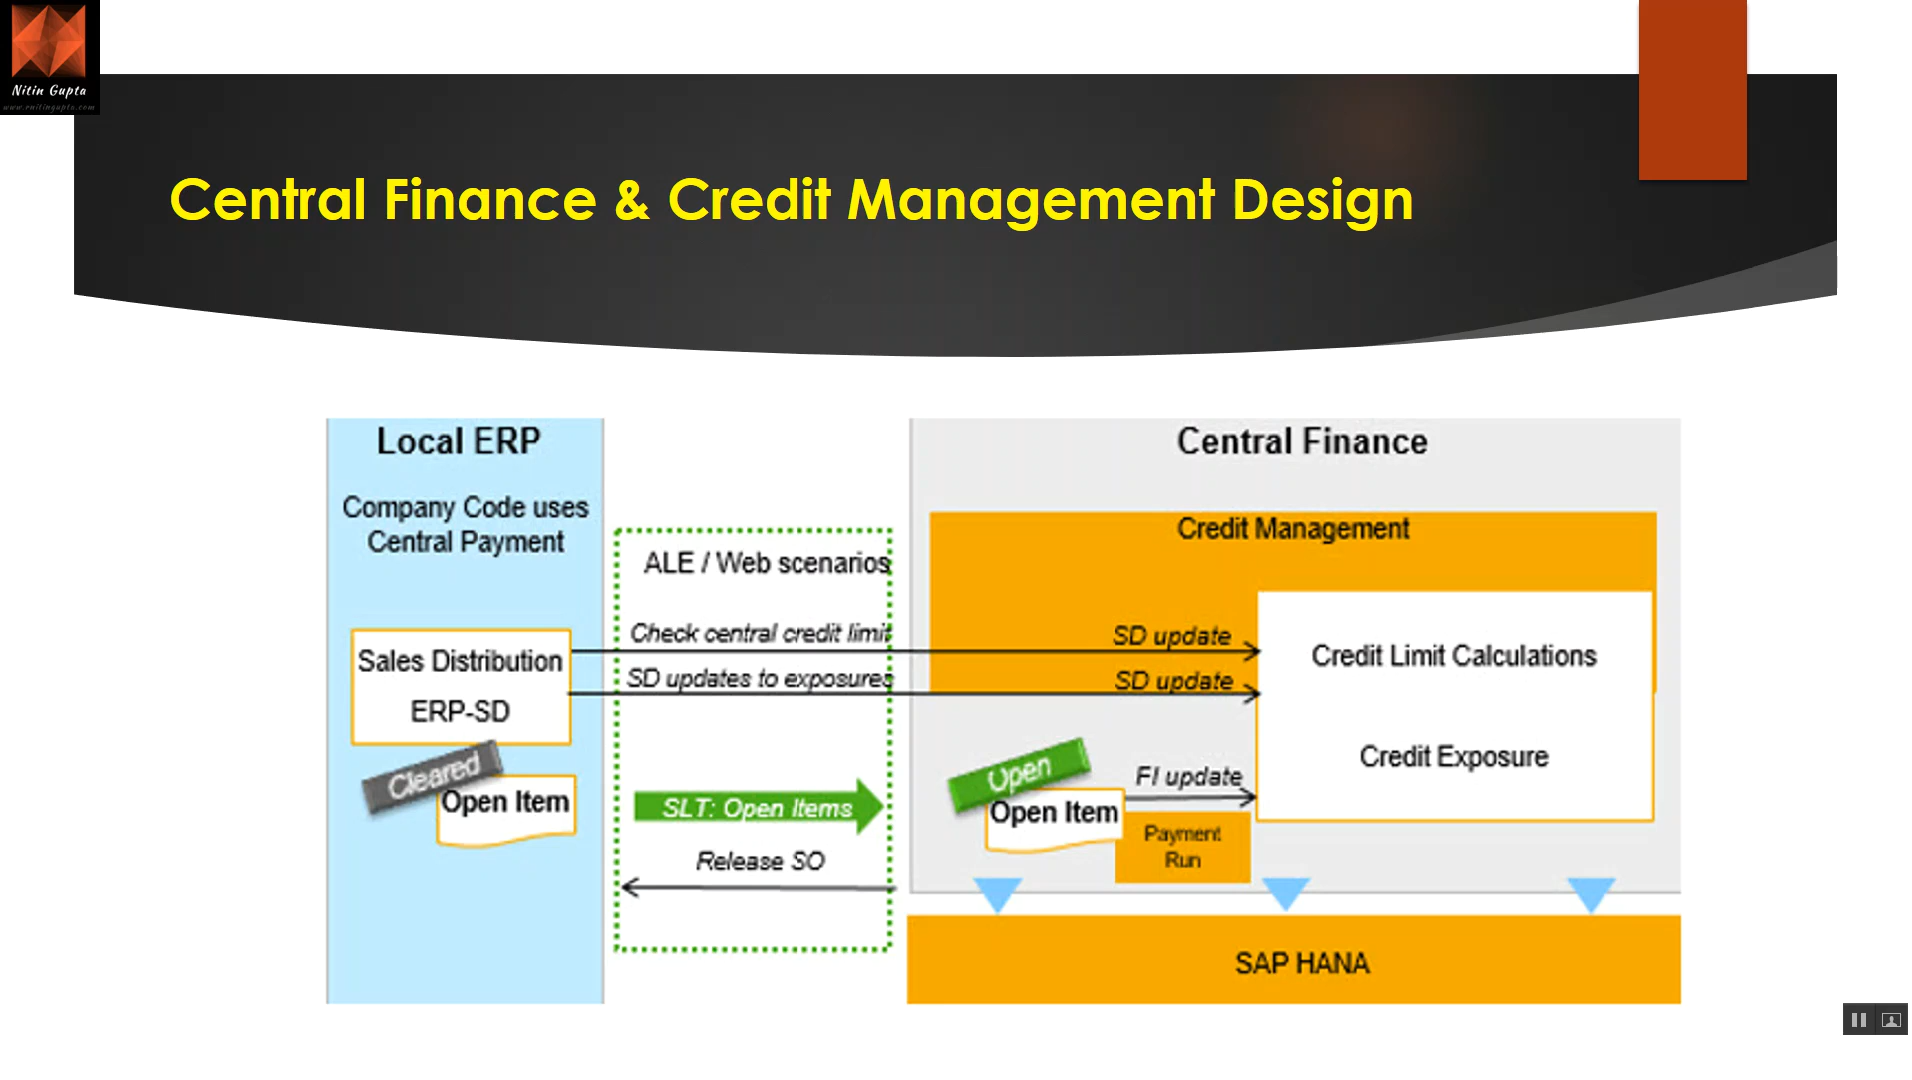 Nitin Gupta
www.rnitingupta.com
Central Finance & Credit Management Design
Local ERP
Company Code uses
Central Payment
Sales Distribution
ERP-SD
Cleared
Open Item
ALE / Web scenarios
Check central credit limit
SD updates to exposures
SLT: Open Items
Release SO
Central Finance
Credit Management
SD update
SD update
Credit Limit Calculations
Credit Exposure
Open
Open Item
FI update
Payment
Run
SAP HANA